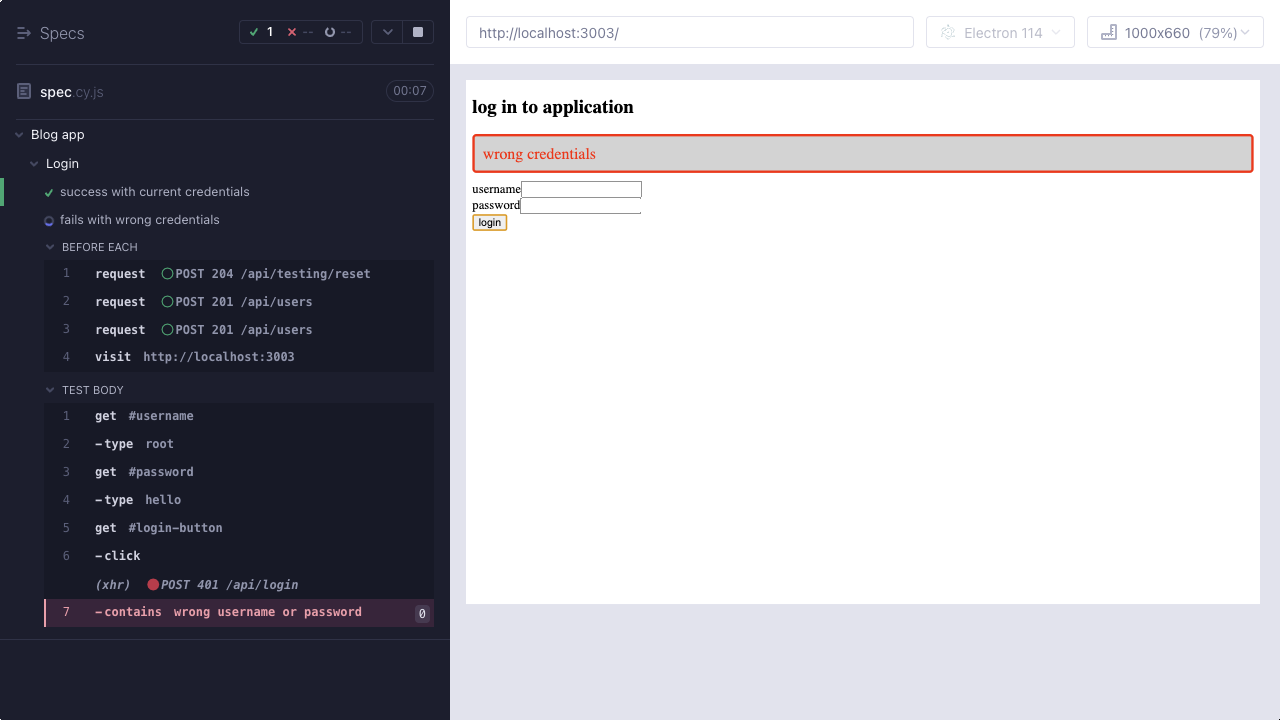 Specs
1 -- --
spec.cy.js 00:07
Blog app
Login
success with current credentials
fails with wrong credentials
BEFORE EACH
1 request POST 204 /api/testing/reset
2 request POST 201 /api/users
3 request POST 201 /api/users
4 visit http://localhost:3003
TEST BODY
1 get #username
2 -type root
3 get #password
4 -type hello
5 get #login-button
6 -click
(xhr) POST 401 /api/login
7 -contains wrong username or password 0
http://localhost:3003/
Electron 114
1000x660 (79%)
log in to application
wrong credentials
username
password
login